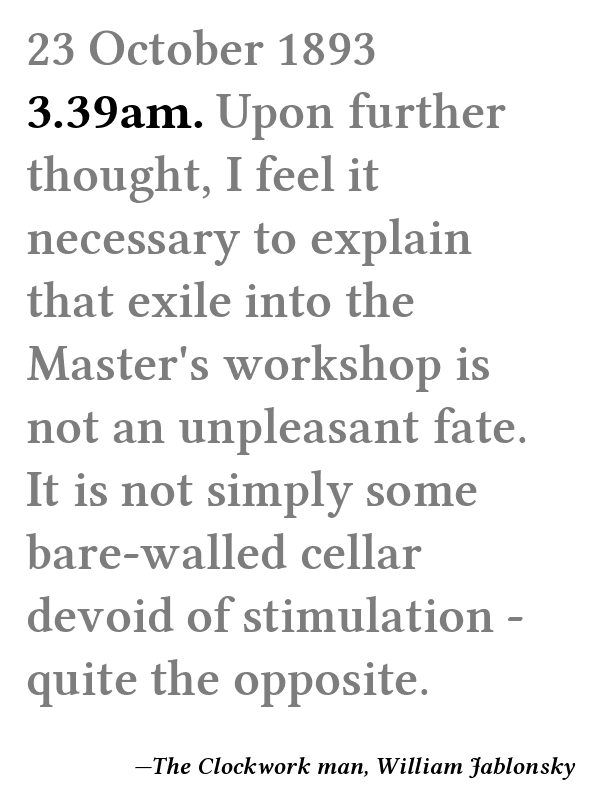 23 October 1893
3.39am. Upon further
thought, I feel it
necessary to explain
that exile into the
Master's workshop is
not an unpleasant fate.
It is not simply some
bare-walled cellar
devoid of stimulation -
quite the opposite.
—The Clockwork man, William Jablonsky